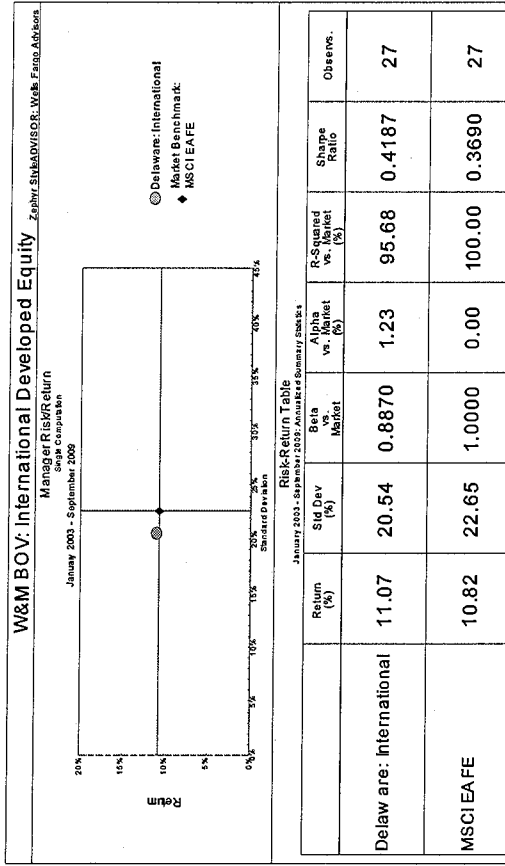 W&M BOV: International Developed Equity
Zephyr StyleADVISOR: Wells Fargo Advisors
Manager Risk/Return
Single Computation
January 2003 - September 2009
20%
15%
10%
5%
0%
Return
0%
5%
10%
15%
20%
25%
30%
35%
40%
45%
Standard Deviation
Delaware: International
Market Benchmark:
MSCI EAFE
Risk-Return Table
January 2003 - September 2009: Annualized Summary Statistics
Return (%) Std Dev (%) Beta vs. Market Alpha vs. Market (%) R-Squared vs. Market (%) Sharpe Ratio Observs.
Delaw are: International 11.07 20.54 0.8870 1.23 95.68 0.4187 27
MSCI EAFE 10.82 22.65 1.0000 0.00 100.00 0.3690 27